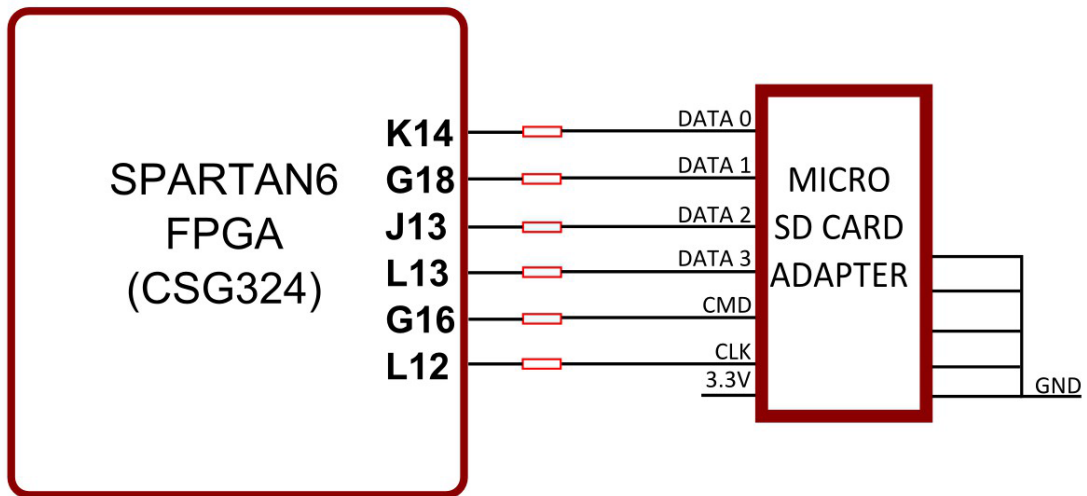 SPARTAN6
FPGA
(CSG324)
K14
G18
J13
L13
G16
L12
DATA 0
DATA 1
DATA 2
DATA 3
CMD
CLK
3.3V
MICRO
SD CARD
ADAPTER
GND